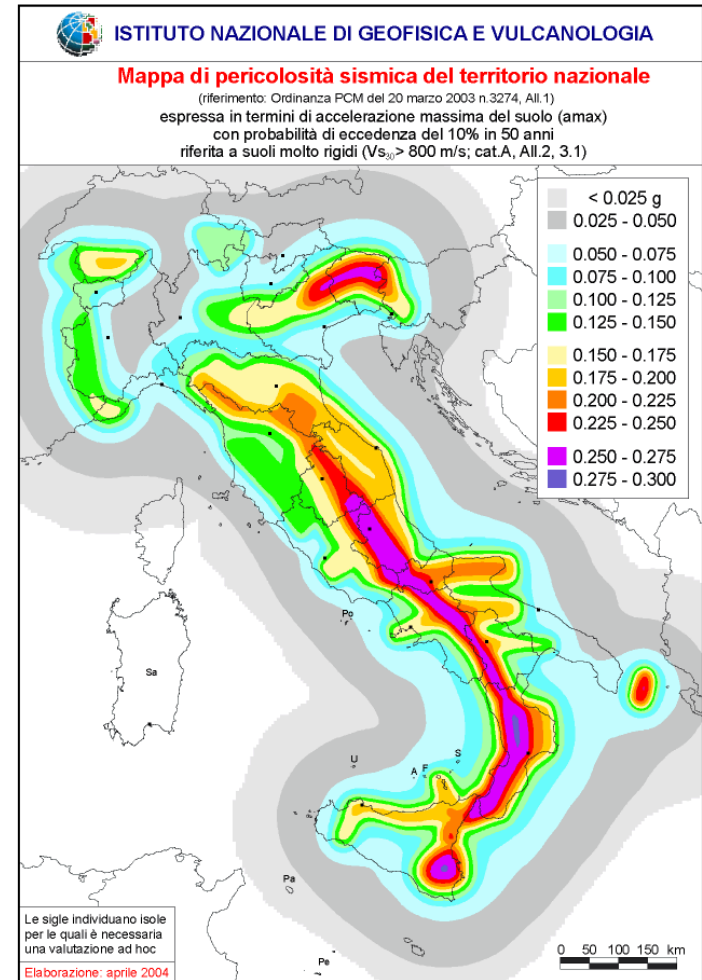 ISTITUTO NAZIONALE DI GEOFISICA E VULCANOLOGIA
Mappa di pericolosità sismica del territorio nazionale
(riferimento: Ordinanza PCM del 20 marzo 2003 n.3274, All.1)
espressa in termini di accelerazione massima del suolo (amax)
con probabilità di eccedenza del 10% in 50 anni
riferita a suoli molto rigidi (Vs30> 800 m/s; cat.A, All.2, 3.1)
< 0.025 g
0.025 - 0.050
0.050 - 0.075
0.075 - 0.100
0.100 - 0.125
0.125 - 0.150
0.150 - 0.175
0.175 - 0.200
0.200 - 0.225
0.225 - 0.250
0.250 - 0.275
0.275 - 0.300
Po
Sa
U
A
F
S
Pa
Pe
Le sigle individuano isole
per le quali è necessaria
una valutazione ad hoc
Elaborazione: aprile 2004
0 50 100 150 km